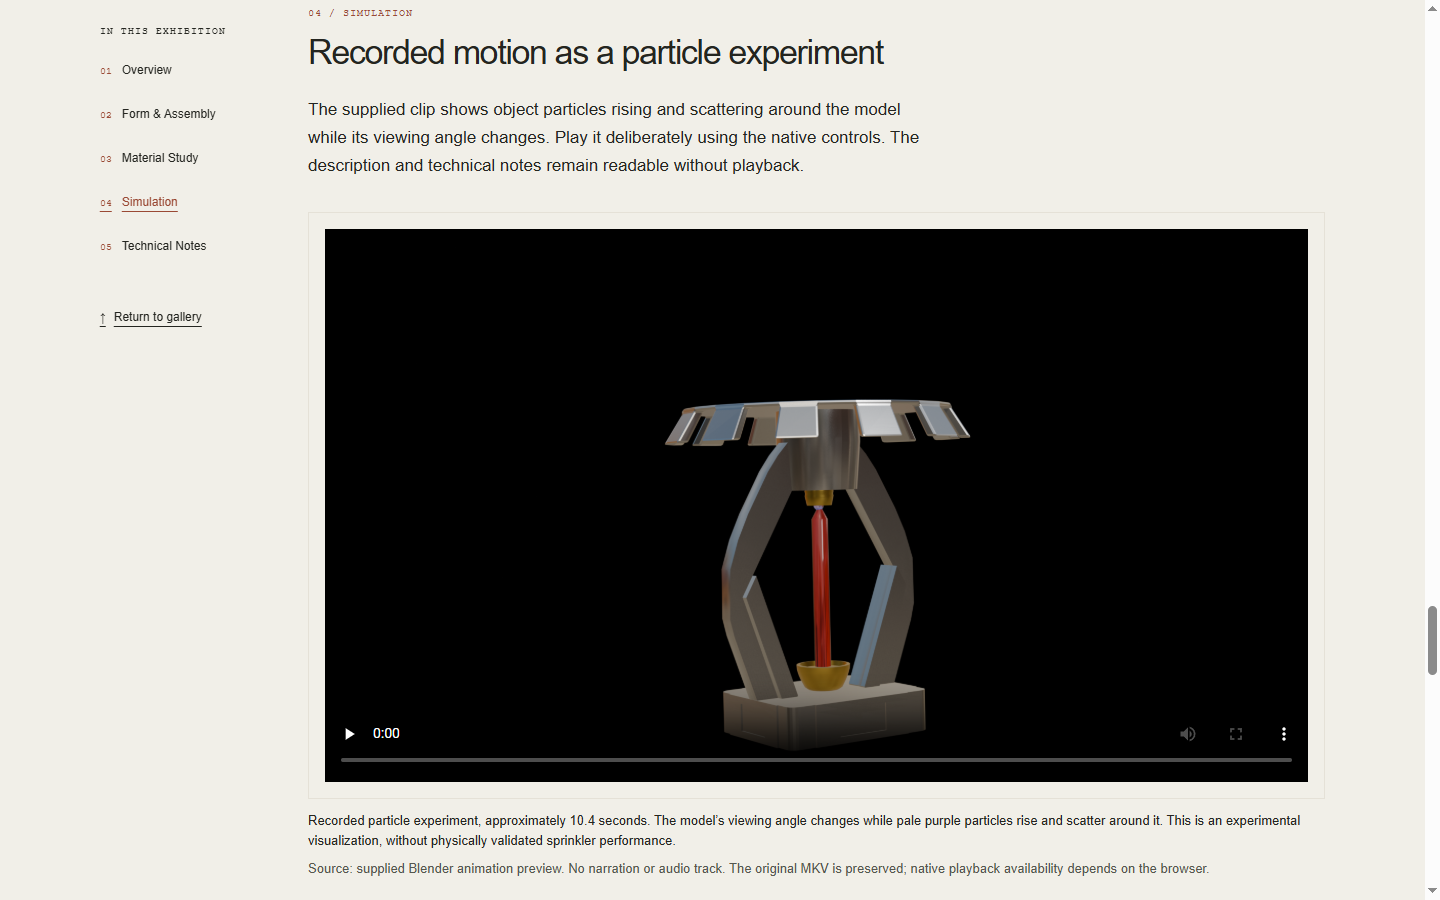 IN THIS EXHIBITION
01 Overview
02 Form & Assembly
03 Material Study
04 Simulation
05 Technical Notes
↑ Return to gallery
04 / SIMULATION
Recorded motion as a particle experiment
The supplied clip shows object particles rising and scattering around the model
while its viewing angle changes. Play it deliberately using the native controls. The
description and technical notes remain readable without playback.
0:00
Recorded particle experiment, approximately 10.4 seconds. The model's viewing angle changes while pale purple particles rise and scatter around it. This is an experimental
visualization, without physically validated sprinkler performance.
Source: supplied Blender animation preview. No narration or audio track. The original MKV is preserved; native playback availability depends on the browser.